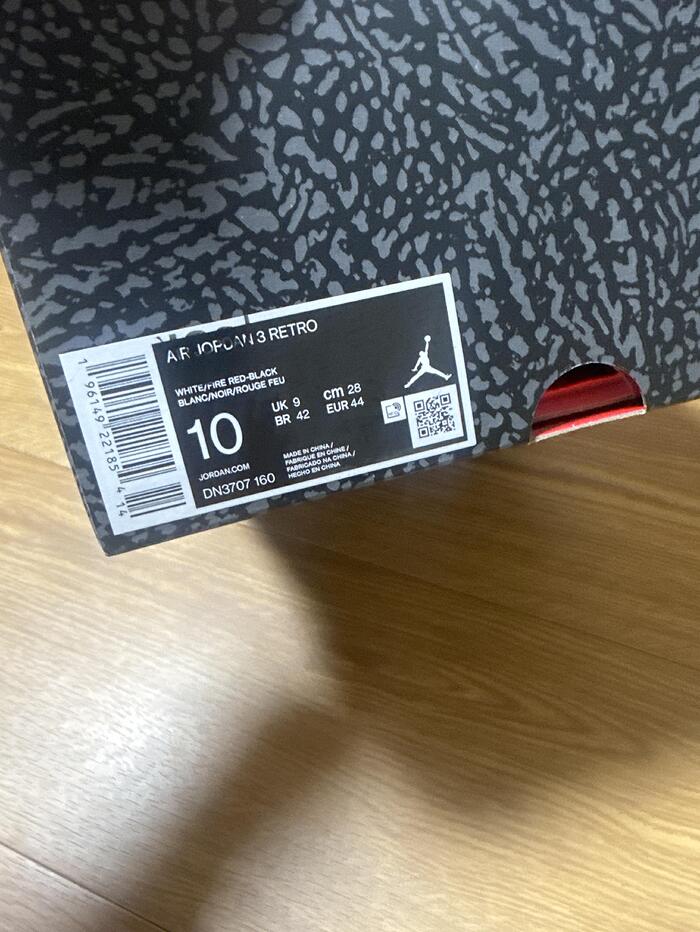 AIR JORDAN 3 RETRO
WHITE/FIRE RED-BLACK
BLANC/NOIR/ROUGE FEU
10
UK 9
BR 42
cm 28
EUR 44
JORDAN.COM
DN3707 160
MADE IN CHINA /
FABRIQUE EN CHINE /
FABRICADO NA CHINA /
HECHO EN CHINA
1 96149 22185 4 14